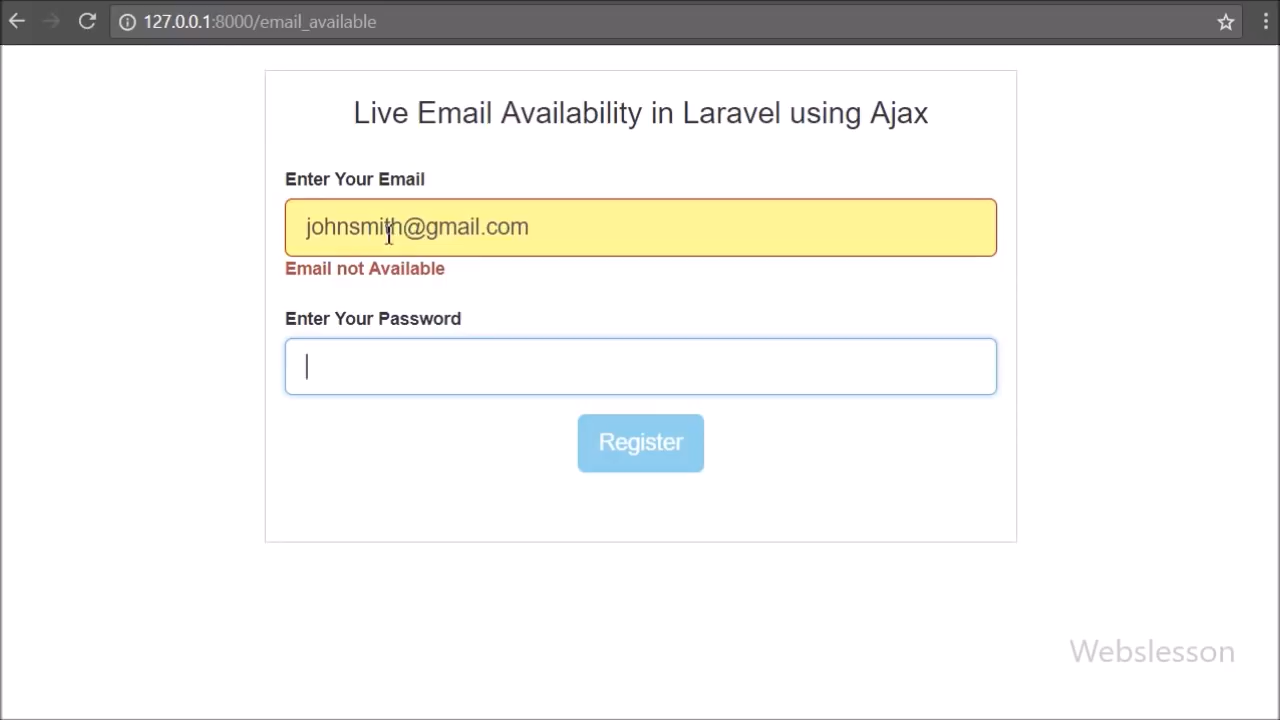 127.0.0.1:8000/email_available
Live Email Availability in Laravel using Ajax
Enter Your Email
johnsmith@gmail.com
Email not Available
Enter Your Password
Register
Webslesson